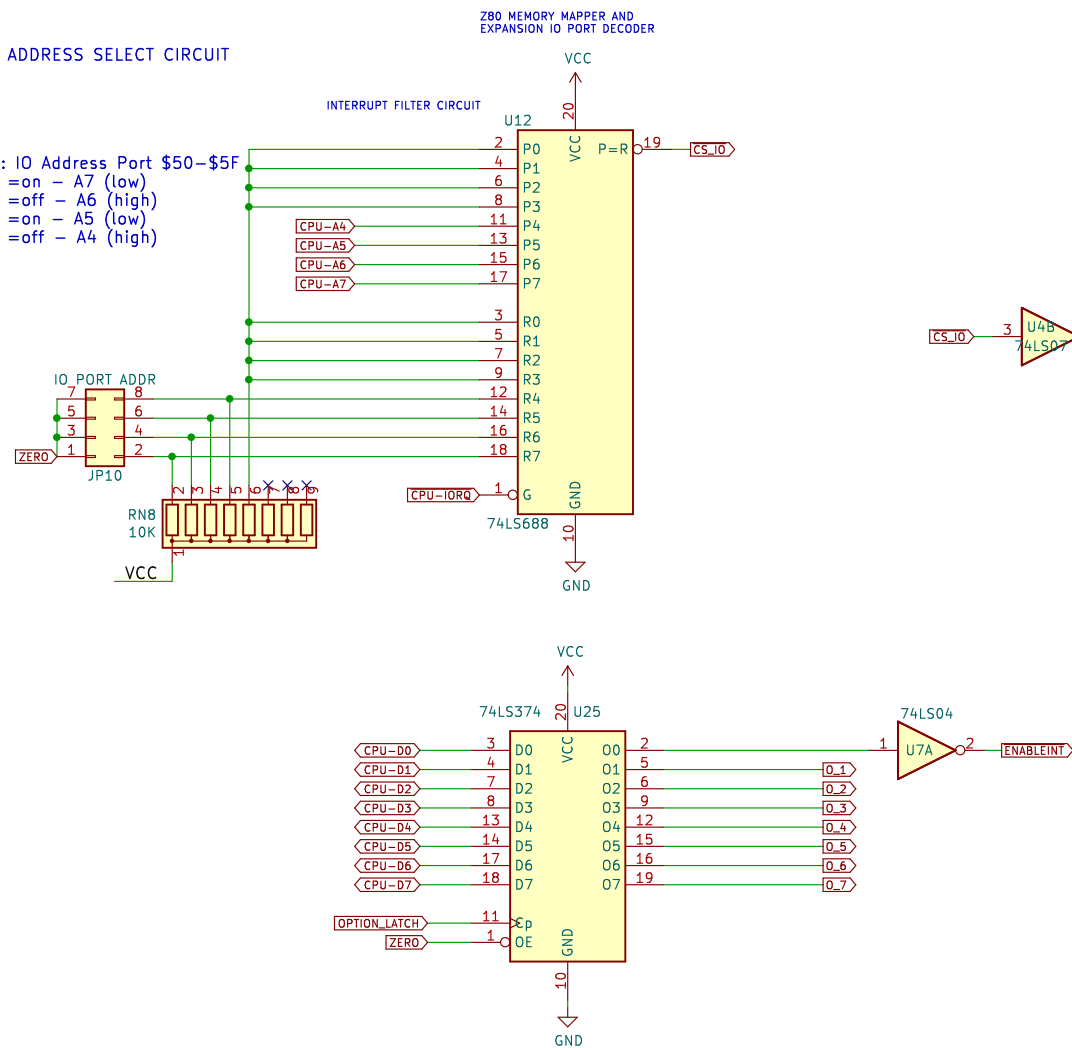 Z80 MEMORY MAPPER AND
EXPANSION IO PORT DECODER
ADDRESS SELECT CIRCUIT
VCC
INTERRUPT FILTER CIRCUIT
: IO Address Port $50-$5F
=on - A7 (low)
=off - A6 (high)
=on - A5 (low)
=off - A4 (high)
U12
20
VCC
2 P0
4 P1
6 P2
8 P3
CPU-A4 11 P4
CPU-A5 13 P5
CPU-A6 15 P6
CPU-A7 17 P7
P=R 19 CS_IO
3 R0
5 R1
7 R2
9 R3
12 R4
14 R5
16 R6
18 R7
CPU-IORQ 1 G
GND
10
74LS688
GND
CS_IO 3 U4B
74LS07
IO PORT ADDR
7 8
5 6
3 4
ZERO 1 2
JP10
2 3 4 5 6 7 8 9
RN8
10K
1
VCC
VCC
74LS374 U25
20
VCC
CPU-D0 3 D0 O0 2
CPU-D1 4 D1 O1 5 O_1
CPU-D2 7 D2 O2 6 O_2
CPU-D3 8 D3 O3 9 O_3
CPU-D4 13 D4 O4 12 O_4
CPU-D5 14 D5 O5 15 O_5
CPU-D6 17 D6 O6 16 O_6
CPU-D7 18 D7 O7 19 O_7
OPTION_LATCH 11 Cp
ZERO 1 OE
GND
10
GND
74LS04
1 U7A 2 ENABLEINT